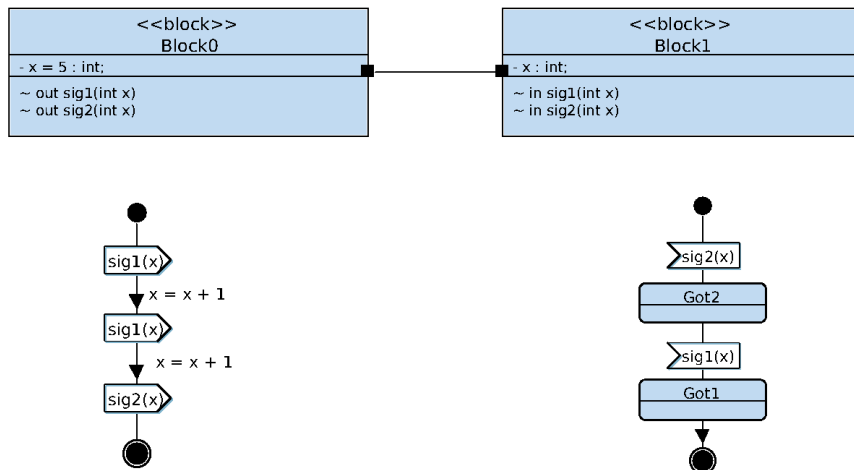 <<block>>
Block0
- x = 5 : int;
~ out sig1(int x)
~ out sig2(int x)
<<block>>
Block1
- x : int;
~ in sig1(int x)
~ in sig2(int x)
sig1(x)
x = x + 1
sig1(x)
x = x + 1
sig2(x)
sig2(x)
Got2
sig1(x)
Got1